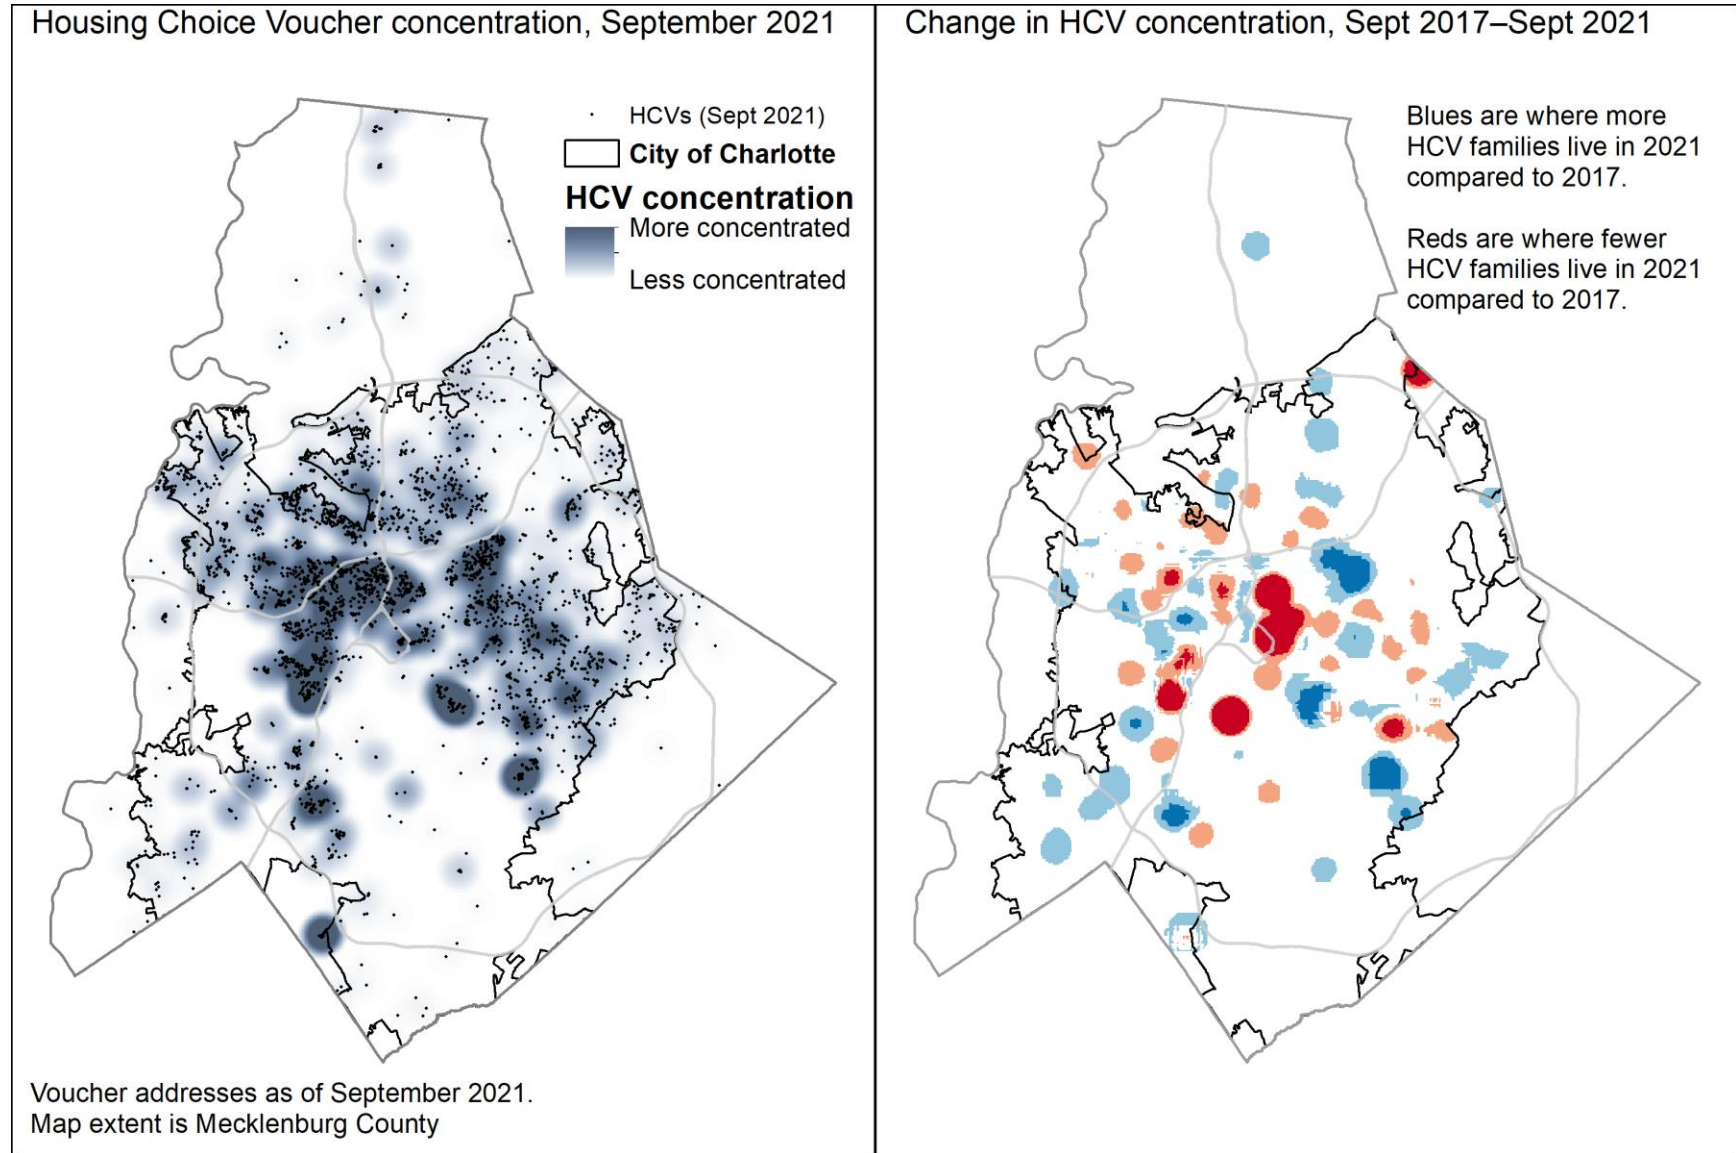 Housing Choice Voucher concentration, September 2021
HCVs (Sept 2021)
City of Charlotte
HCV concentration
More concentrated
Less concentrated
Voucher addresses as of September 2021.
Map extent is Mecklenburg County
Change in HCV concentration, Sept 2017–Sept 2021
Blues are where more
HCV families live in 2021
compared to 2017.
Reds are where fewer
HCV families live in 2021
compared to 2017.